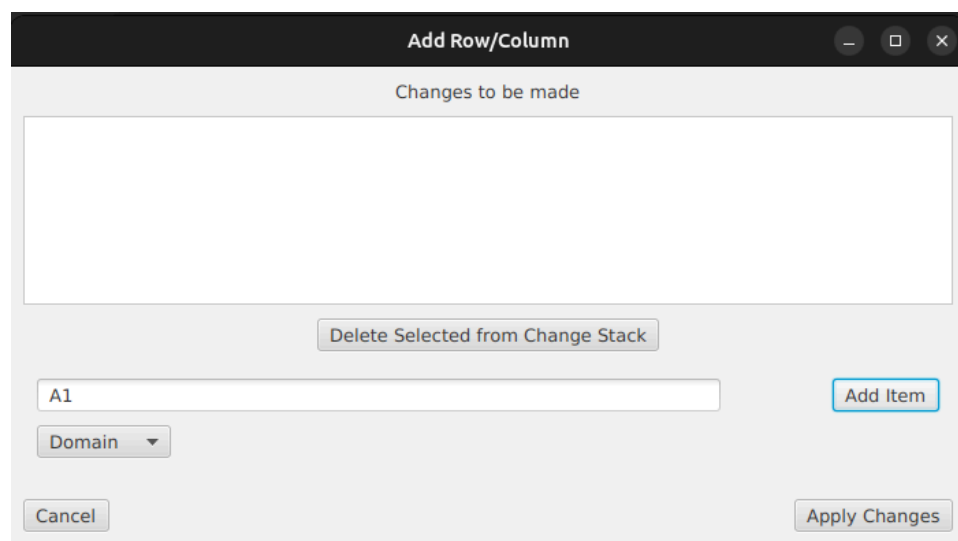 Add Row/Column
Changes to be made
Delete Selected from Change Stack
A1
Add Item
Domain
Cancel
Apply Changes